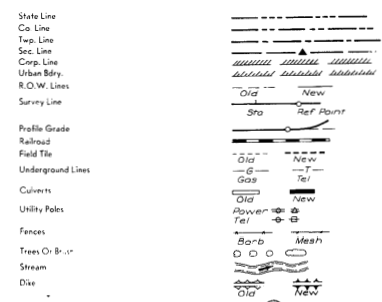 State Line
Co. Line
Twp. Line
Sec. Line
Corp. Line
Urban Bdry.
R.O.W. Lines Old New
Survey Line Sta Ref Point
Profile Grade
Railroad
Field Tile Old New
Underground Lines G T
Gas Tel
Culverts Old New
Utility Poles Power
Tel
Fences Barb Mesh
Trees Or
Stream
Dike Old New